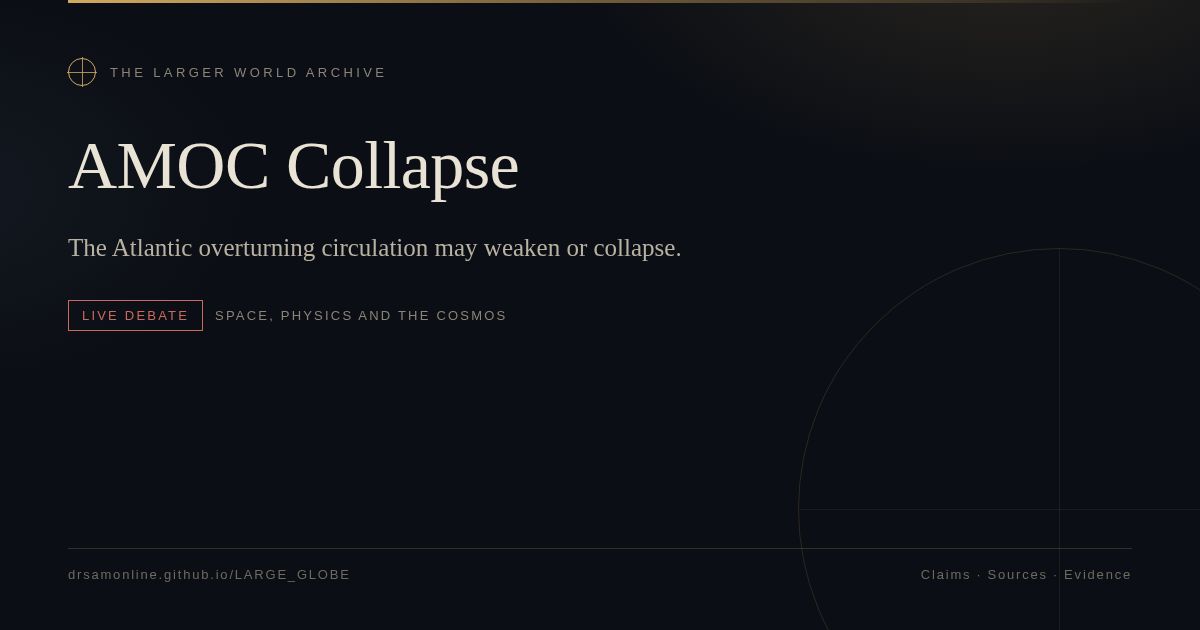 THE LARGER WORLD ARCHIVE
AMOC Collapse
The Atlantic overturning circulation may weaken or collapse.
LIVE DEBATE SPACE, PHYSICS AND THE COSMOS
drsamonline.github.io/LARGE_GLOBE Claims · Sources · Evidence